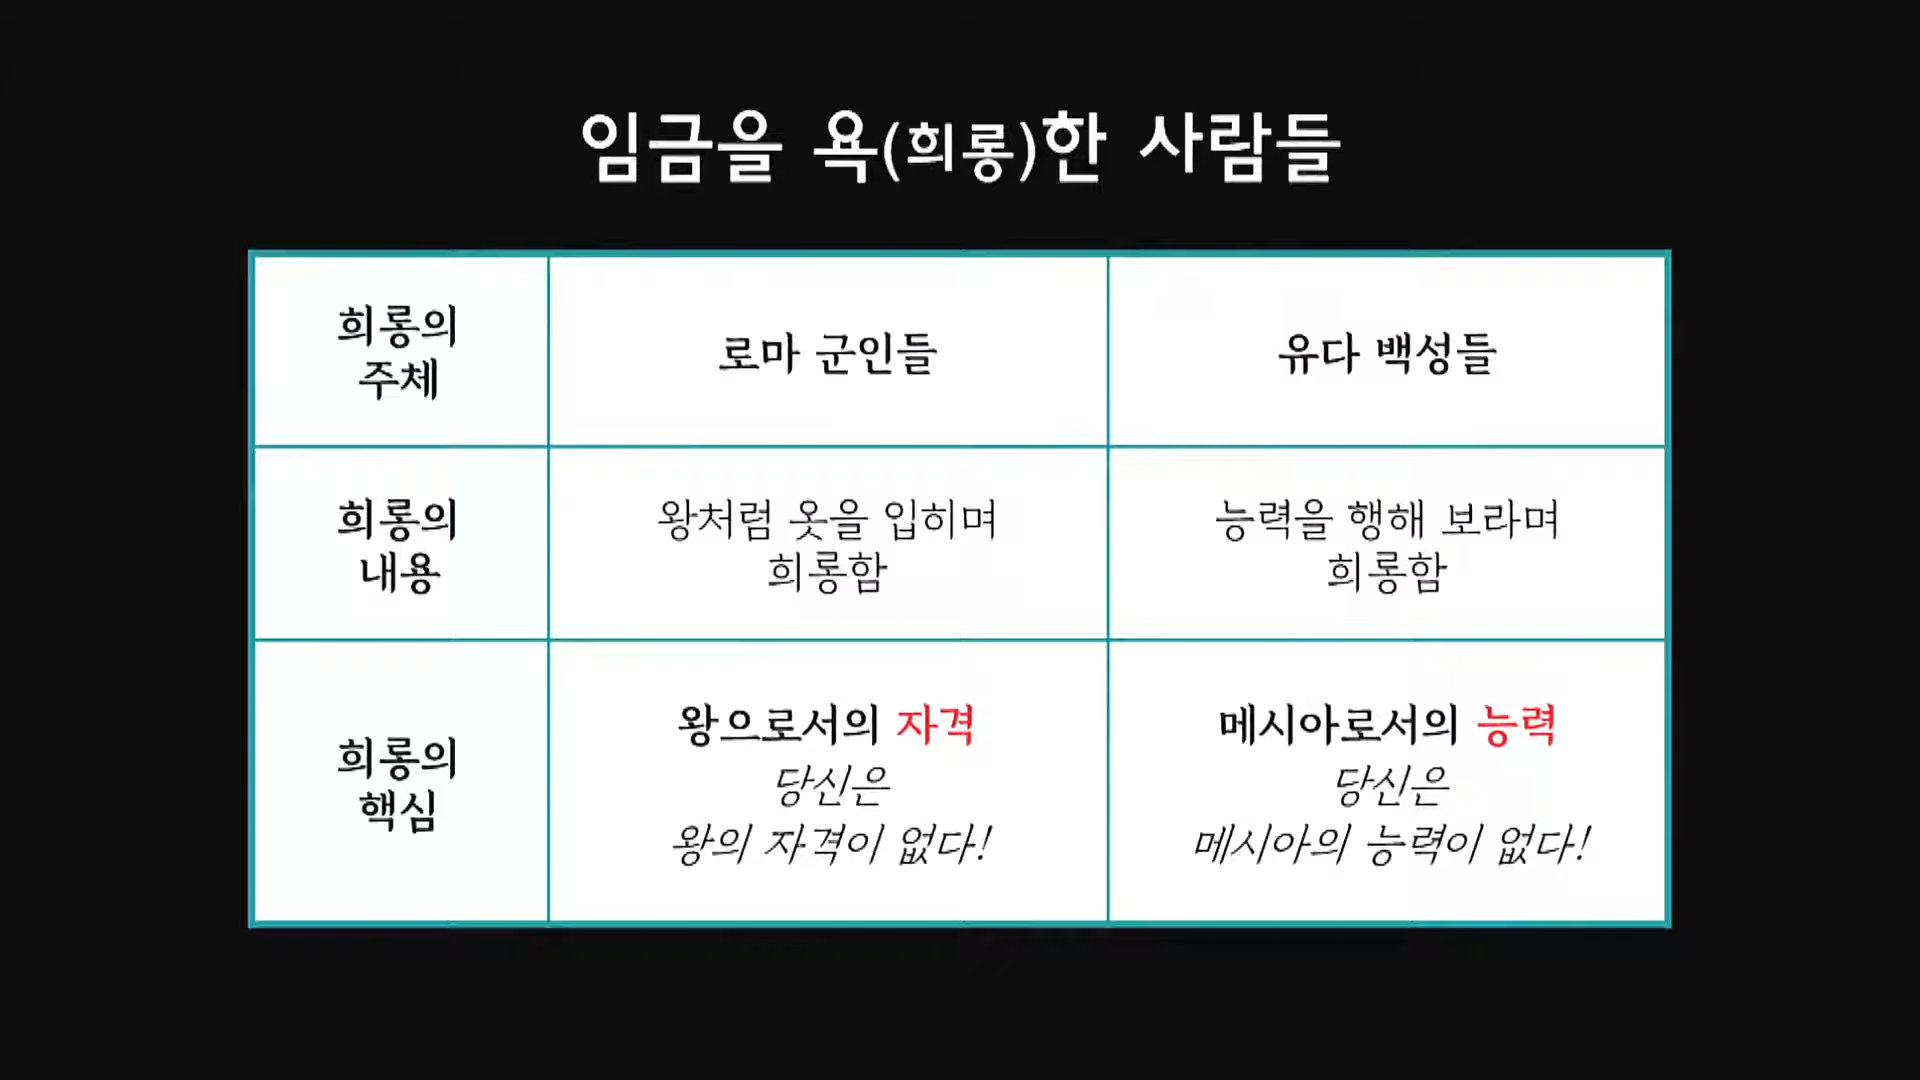 임금을 욕(희롱)한 사람들
희롱의
주체
로마 군인들
유다 백성들
희롱의
내용
왕처럼 옷을 입히며
희롱함
능력을 행해 보라며
희롱함
희롱의
핵심
왕으로서의 자격
당신은
왕의 자격이 없다!
메시아로서의 능력
당신은
메시아의 능력이 없다!